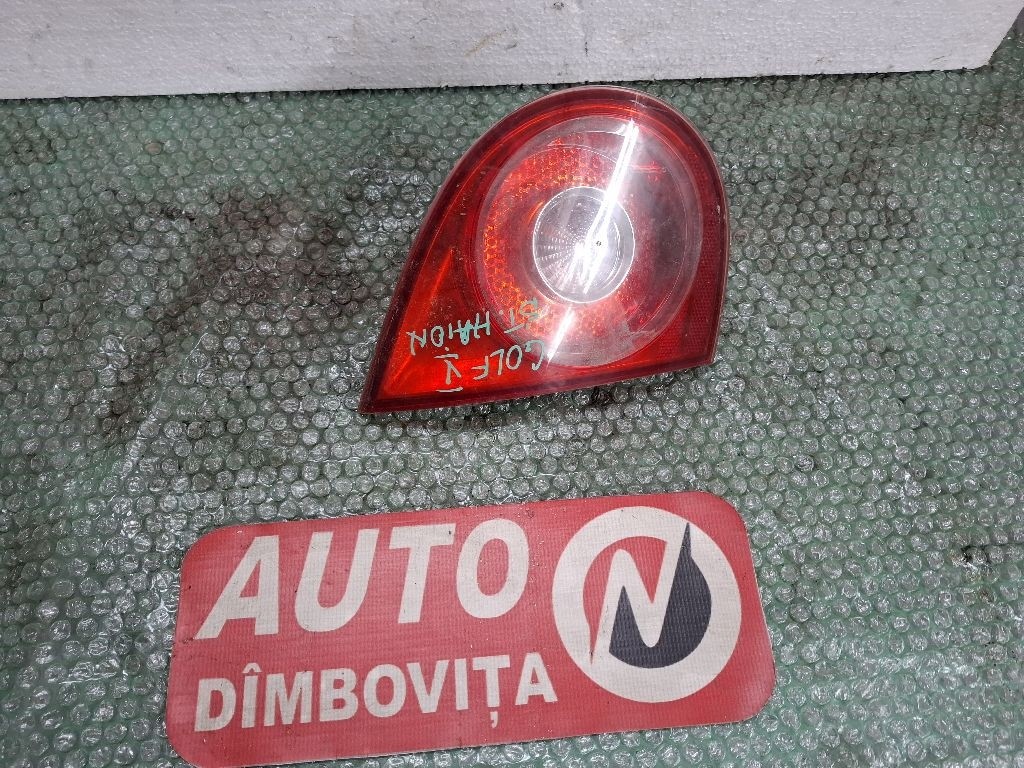 GOLF V
ST. HAION
AUTO
DÎMBOVIȚA
N